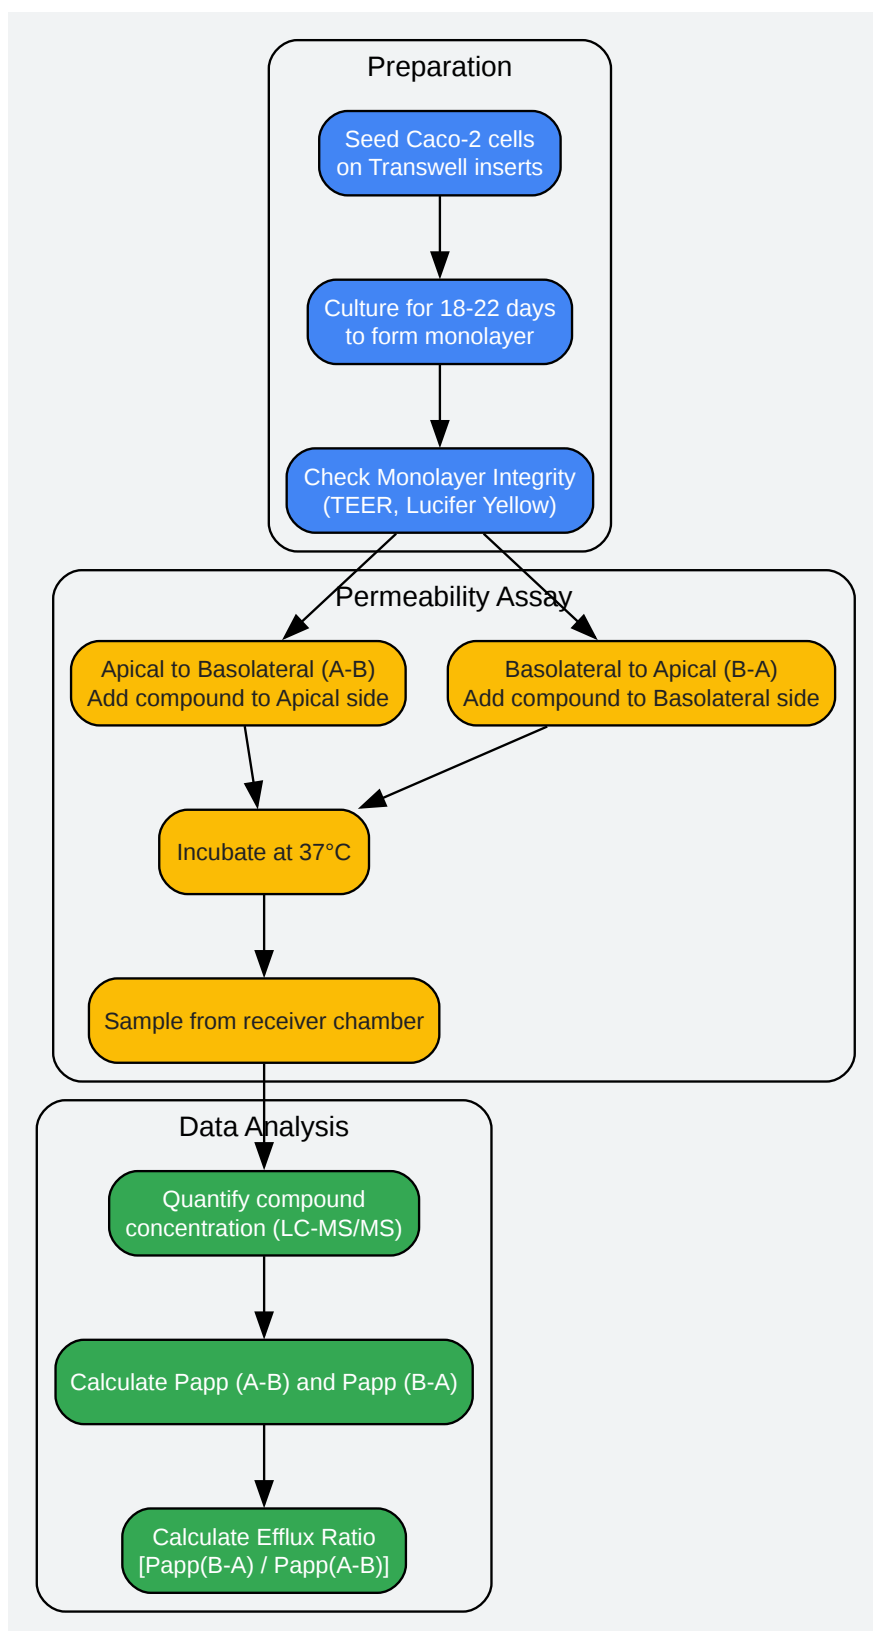 Preparation
Seed Caco-2 cells
on Transwell inserts
Culture for 18-22 days
to form monolayer
Check Monolayer Integrity
(TEER, Lucifer Yellow)
Permeability Assay
Apical to Basolateral (A-B)
Add compound to Apical side
Basolateral to Apical (B-A)
Add compound to Basolateral side
Incubate at 37°C
Sample from receiver chamber
Data Analysis
Quantify compound
concentration (LC-MS/MS)
Calculate Papp (A-B) and Papp (B-A)
Calculate Efflux Ratio
[Papp(B-A) / Papp(A-B)]